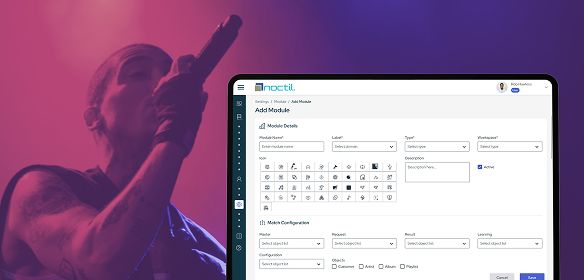 noctil.
Settings / Module / Add Module
Add Module
Module Details
Module Name* Label* Type* Workspace*
Enter module name Select domain Select type Select type
Icon Description
Description here.. Active
Match Configuration
Master Request Result Learning
Select object list Select object list Select object list Select object list
Configuration Objects
Select object list Customer Artist Album Playlist
Cancel Save